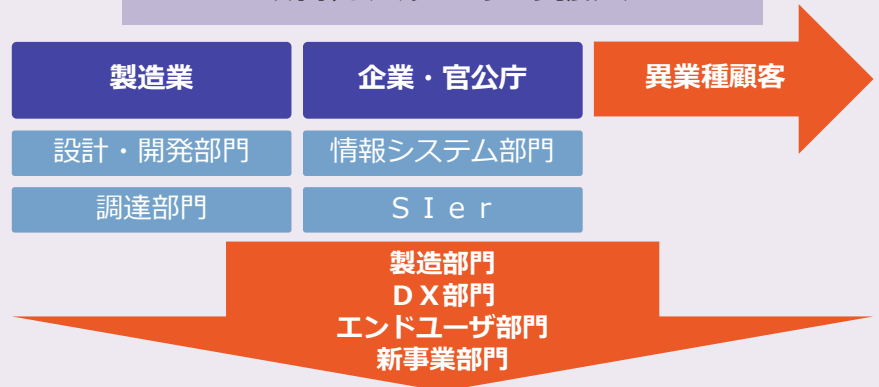 製造業
企業・官公庁
異業種顧客
設計・開発部門
情報システム部門
調達部門
ＳＩｅｒ
製造部門
ＤＸ部門
エンドユーザ部門
新事業部門